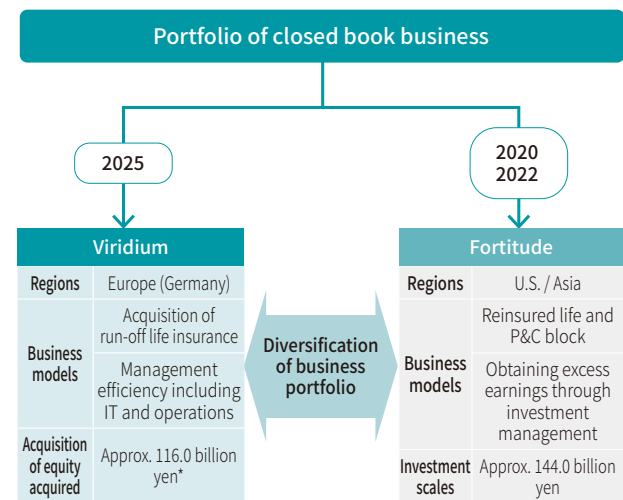 Portfolio of closed book business
2025
2020
2022
Viridium
Regions
Europe (Germany)
Business
models
Acquisition of
run-off life insurance
Management
efficiency including
IT and operations
Acquisition
of equity
acquired
Approx. 116.0 billion
yen*
Diversification
of business
portfolio
Fortitude
Regions
U.S. / Asia
Business
models
Reinsured life and
P&C block
Obtaining excess
earnings through
investment
management
Investment
scales
Approx. 144.0 billion
yen